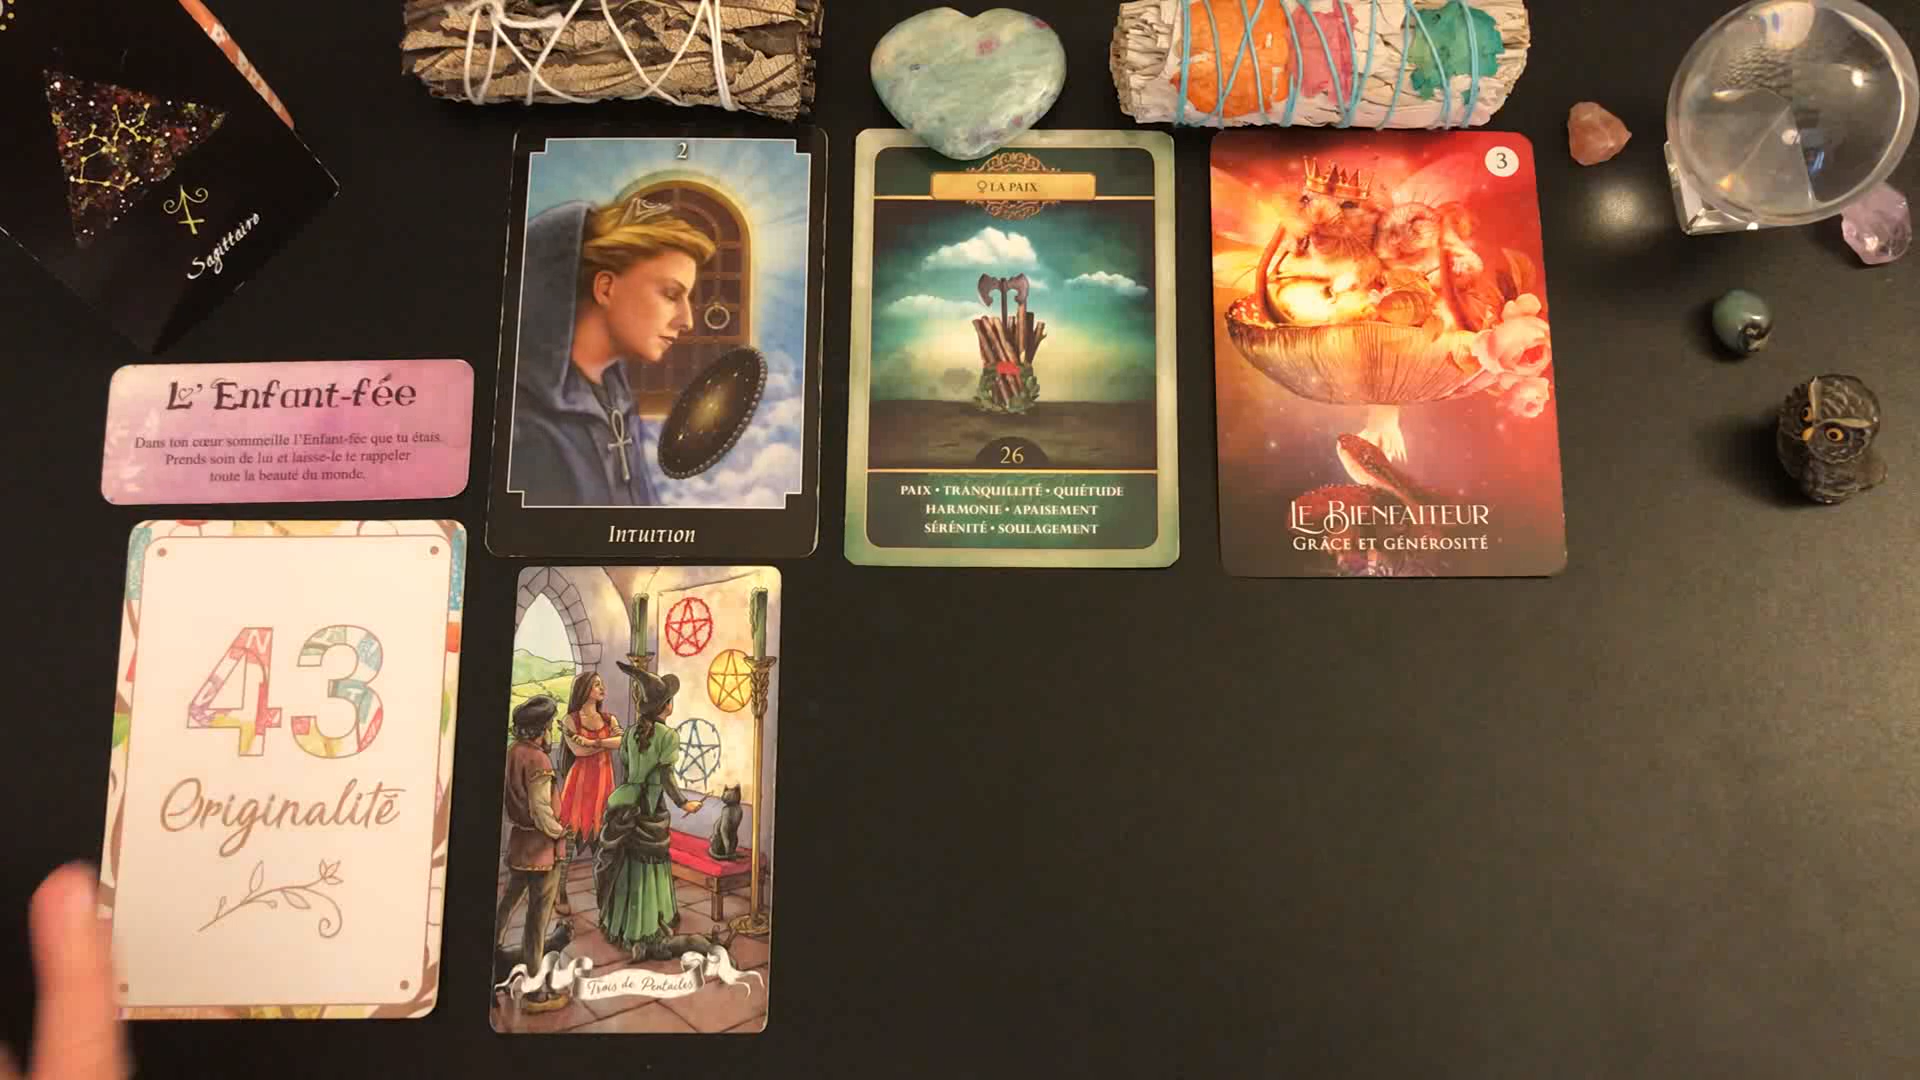 Sagittaire
L'Enfant-fée
Dans ton cœur sommeille l'Enfant-fée que tu étais.
Prends soin de lui et laisse-le te rappeler
toute la beauté du monde.
43
Originalité
2
Intuition
Trois de Pentacles
♀ LA PAIX
26
PAIX • TRANQUILLITÉ • QUIÉTUDE
HARMONIE • APAISEMENT
SÉRÉNITÉ • SOULAGEMENT
3
LE BIENFAITEUR
GRÂCE ET GÉNÉROSITÉ